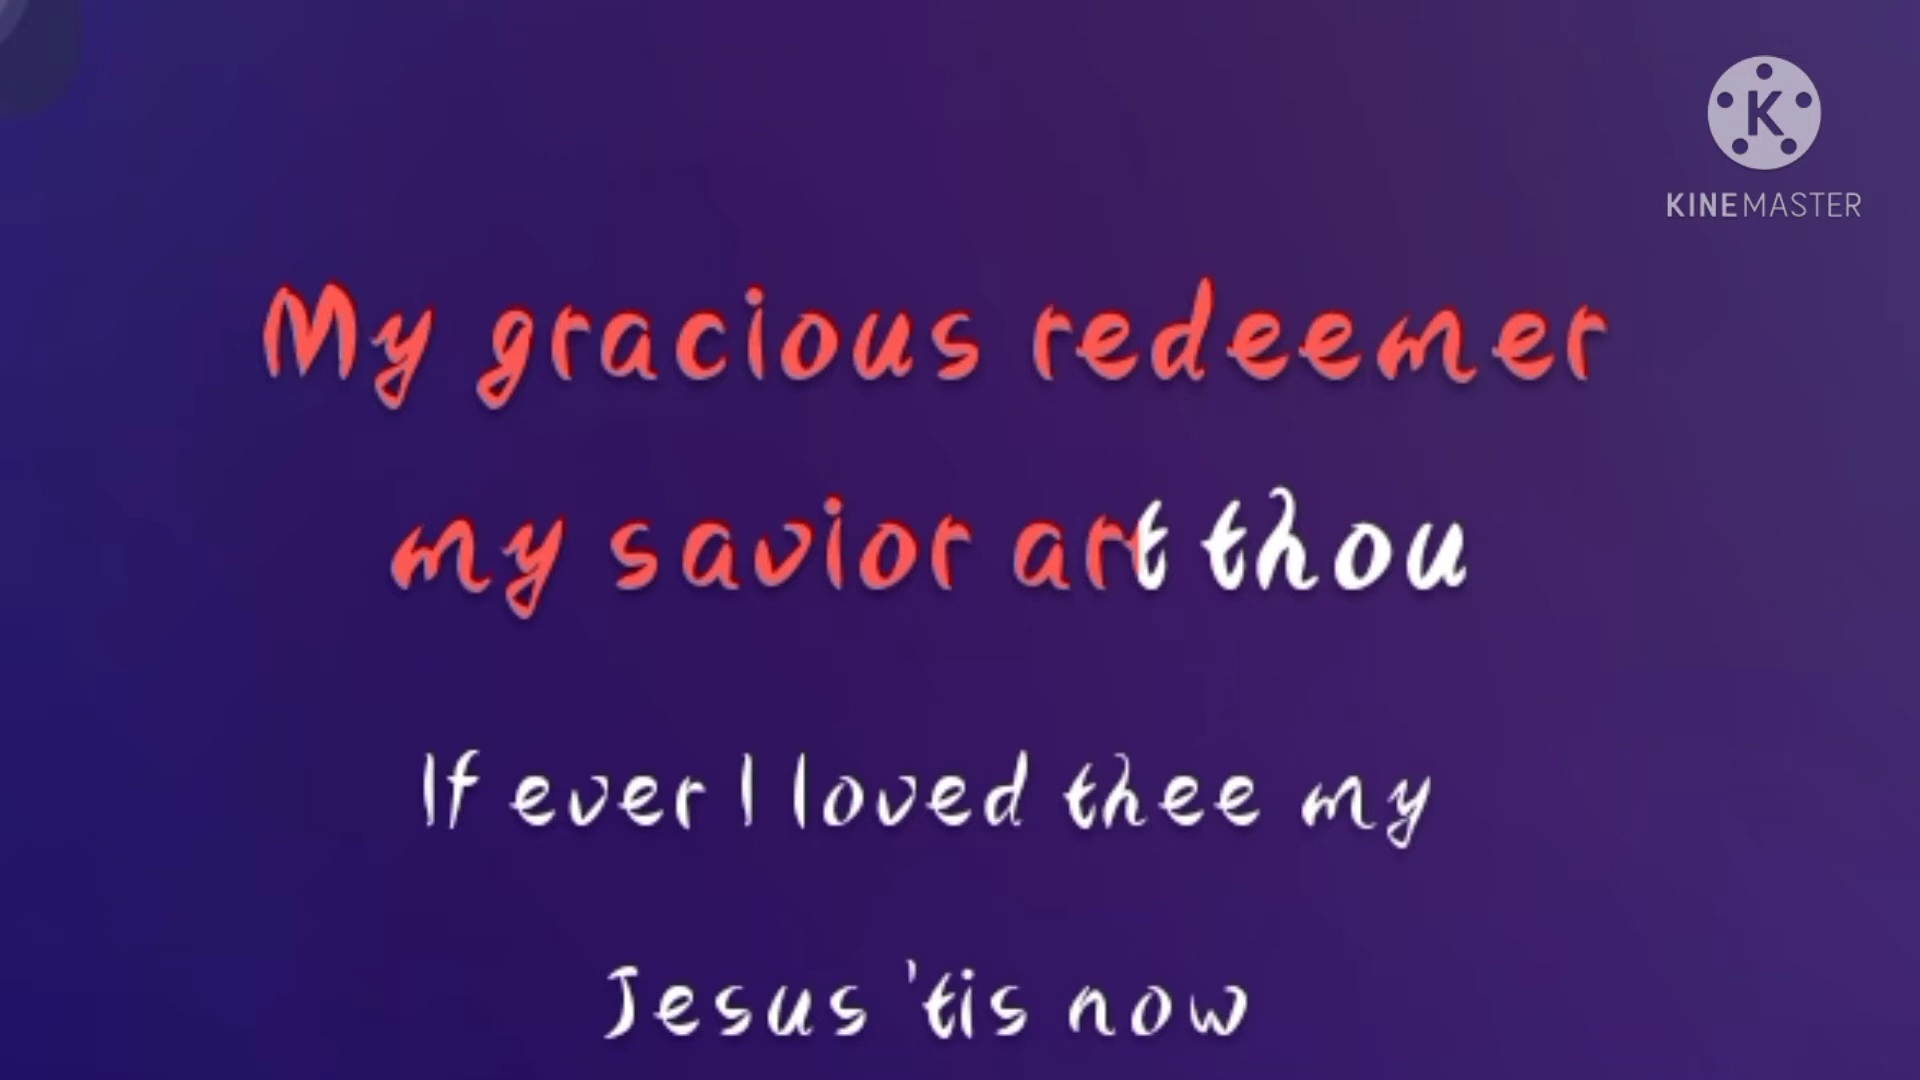 K
KINEMASTER
My gracious redeemer
my savior art thou
If ever I loved thee my
Jesus 'tis now